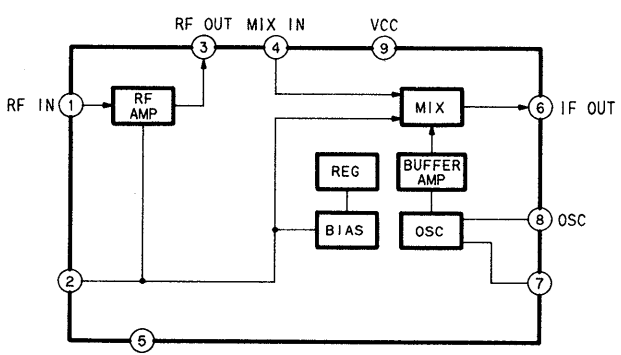 RF OUT MIX IN VCC
3 4 9
RF IN 1 RF AMP MIX 6 IF OUT
REG BUFFER AMP
BIAS OSC 8 OSC
2 7
5